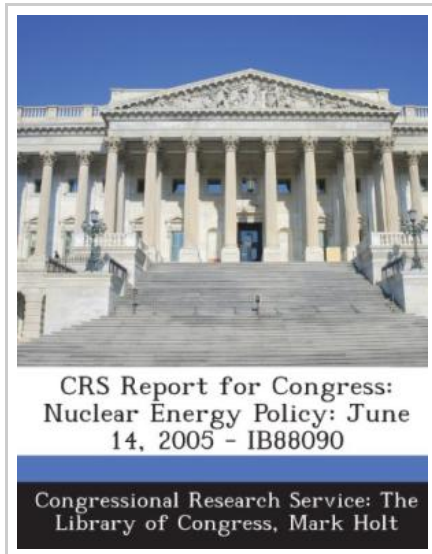 CRS Report for Congress:
Nuclear Energy Policy: June
14, 2005 - IB88090
Congressional Research Service: The
Library of Congress, Mark Holt